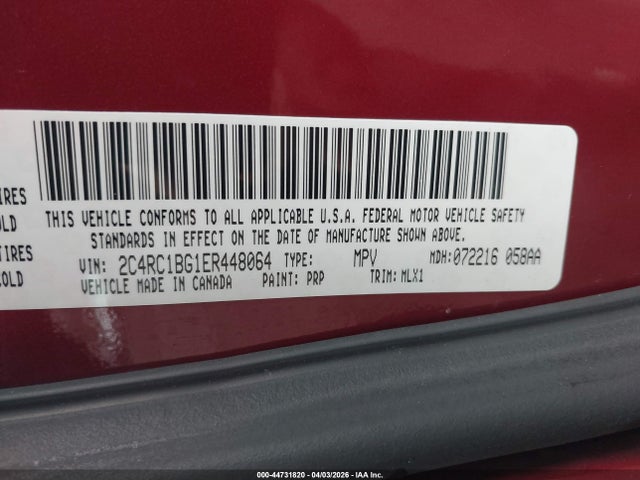 THIS VEHICLE CONFORMS TO ALL APPLICABLE U.S.A. FEDERAL MOTOR VEHICLE SAFETY
STANDARDS IN EFFECT ON THE DATE OF MANUFACTURE SHOWN ABOVE.
VIN: 2C4RC1BG1ER448064 TYPE: MPV MDH: 072216 058AA
VEHICLE MADE IN CANADA PAINT: PRP TRIM: MLX1
IRES
OLD
TIRES
COLD
000-44731820 - 04/03/2026 - IAA Inc.